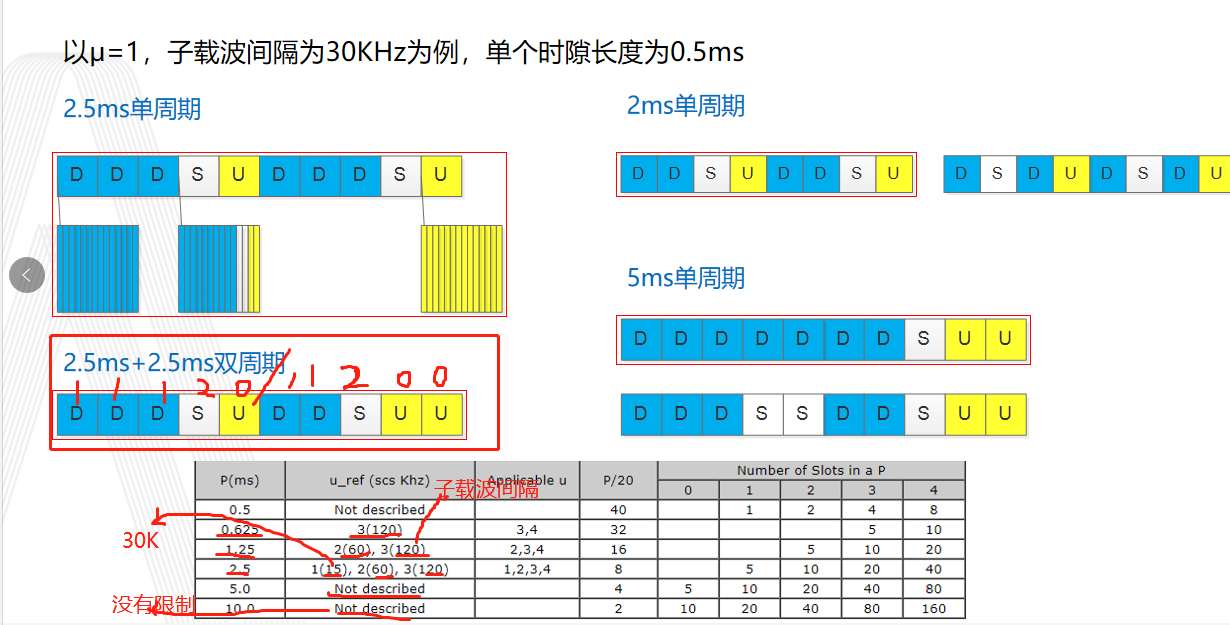 以μ=1，子载波间隔为30KHz为例，单个时隙长度为0.5ms
2.5ms单周期
D D D S U D D D S U
2.5ms+2.5ms双周期
1 1 1 2 0 / 1 1 2 0 0
D D D S U D D S U U
2ms单周期
D D S U D D S U
D S D U D S D U
5ms单周期
D D D D D D D S U U
D D D S S D D S U U
P(ms) u_ref (scs Khz) Applicable u P/20 Number of Slots in a P
0 1 2 3 4
子载波间隔
0.5 Not described 40 1 2 4 8
0.625 3(120) 3,4 32 5 10
30K
1.25 2(60), 3(120) 2,3,4 16 5 10 20
2.5 1(15), 2(60), 3(120) 1,2,3,4 8 5 10 20 40
5.0 Not described 4 5 10 20 40 80
没有限制
10.0 Not described 2 10 20 40 80 160